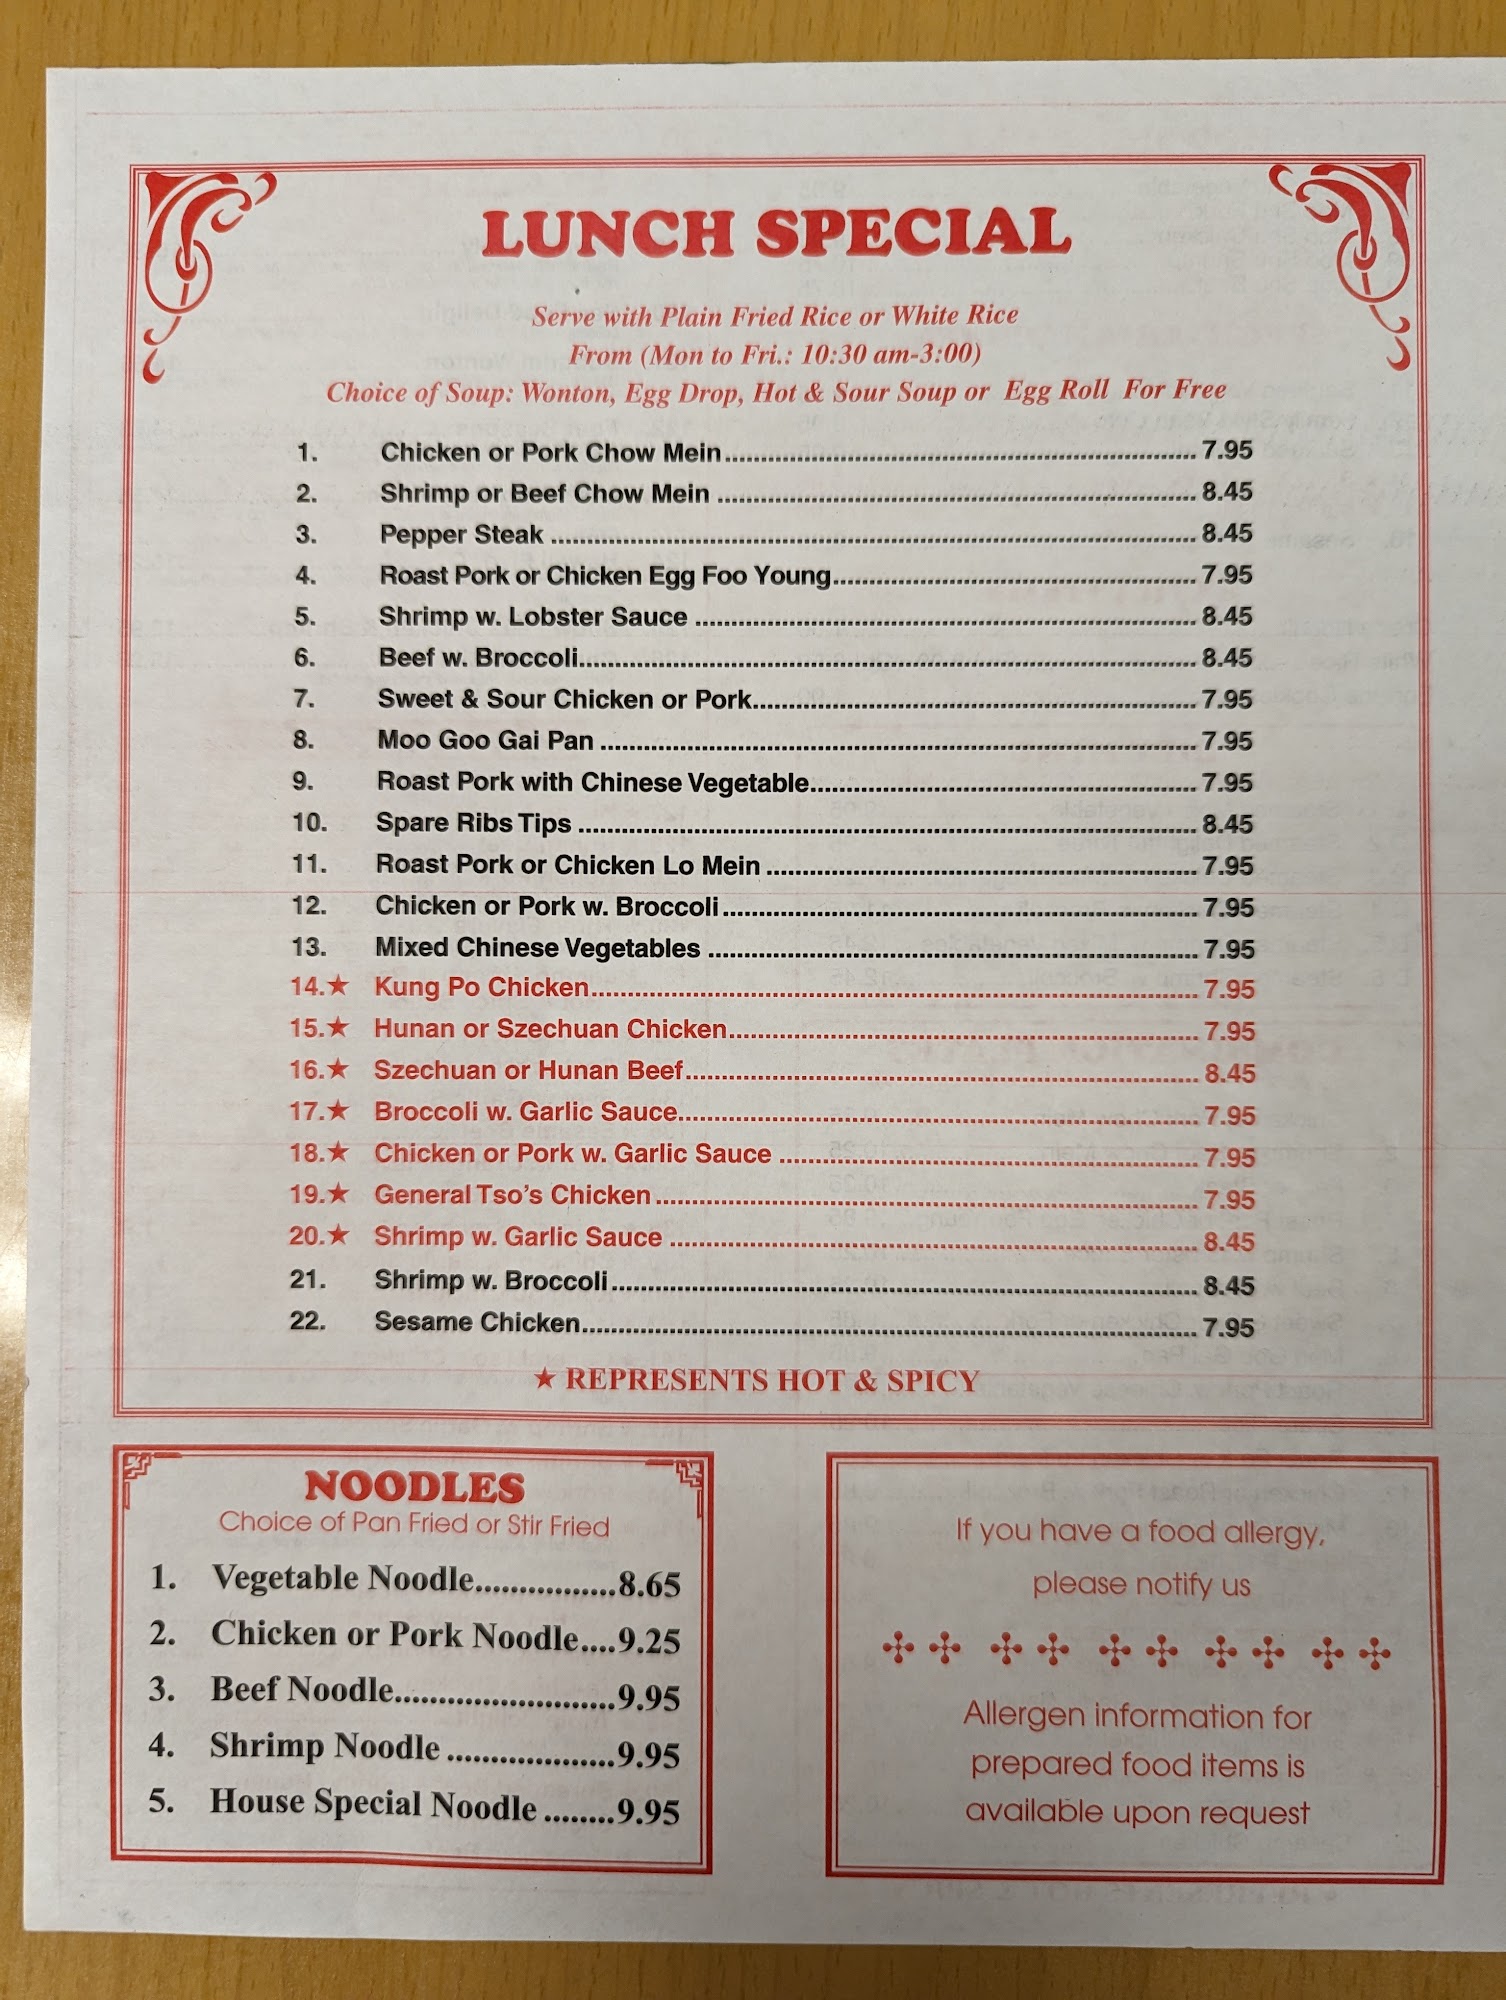 LUNCH SPECIAL
Serve with Plain Fried Rice or White Rice
From (Mon to Fri.: 10:30 am-3:00)
Choice of Soup: Wonton, Egg Drop, Hot & Sour Soup or Egg Roll For Free
1. Chicken or Pork Chow Mein 7.95
2. Shrimp or Beef Chow Mein 8.45
3. Pepper Steak 8.45
4. Roast Pork or Chicken Egg Foo Young 7.95
5. Shrimp w. Lobster Sauce 8.45
6. Beef w. Broccoli 8.45
7. Sweet & Sour Chicken or Pork 7.95
8. Moo Goo Gai Pan 7.95
9. Roast Pork with Chinese Vegetable 7.95
10. Spare Ribs Tips 8.45
11. Roast Pork or Chicken Lo Mein 7.95
12. Chicken or Pork w. Broccoli 7.95
13. Mixed Chinese Vegetables 7.95
14.★ Kung Po Chicken 7.95
15.★ Hunan or Szechuan Chicken 7.95
16.★ Szechuan or Hunan Beef 8.45
17.★ Broccoli w. Garlic Sauce 7.95
18.★ Chicken or Pork w. Garlic Sauce 7.95
19.★ General Tso's Chicken 7.95
20.★ Shrimp w. Garlic Sauce 8.45
21. Shrimp w. Broccoli 8.45
22. Sesame Chicken 7.95
★ REPRESENTS HOT & SPICY
NOODLES
Choice of Pan Fried or Stir Fried
1. Vegetable Noodle 8.65
2. Chicken or Pork Noodle 9.25
3. Beef Noodle 9.95
4. Shrimp Noodle 9.95
5. House Special Noodle 9.95
If you have a food allergy,
please notify us
Allergen information for
prepared food items is
available upon request